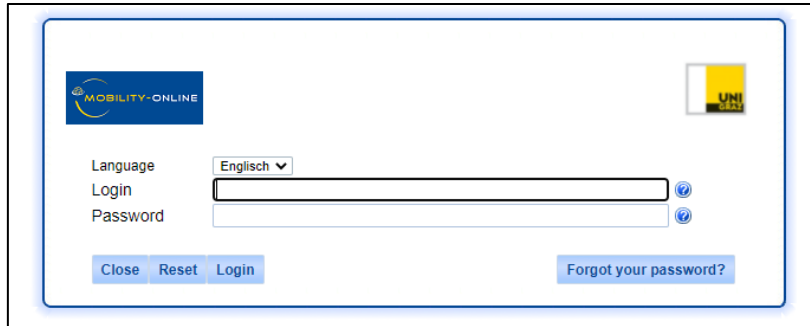 MOBILITY-ONLINE
UNI
GRAZ
Language Englisch
Login
Password
Close Reset Login Forgot your password?